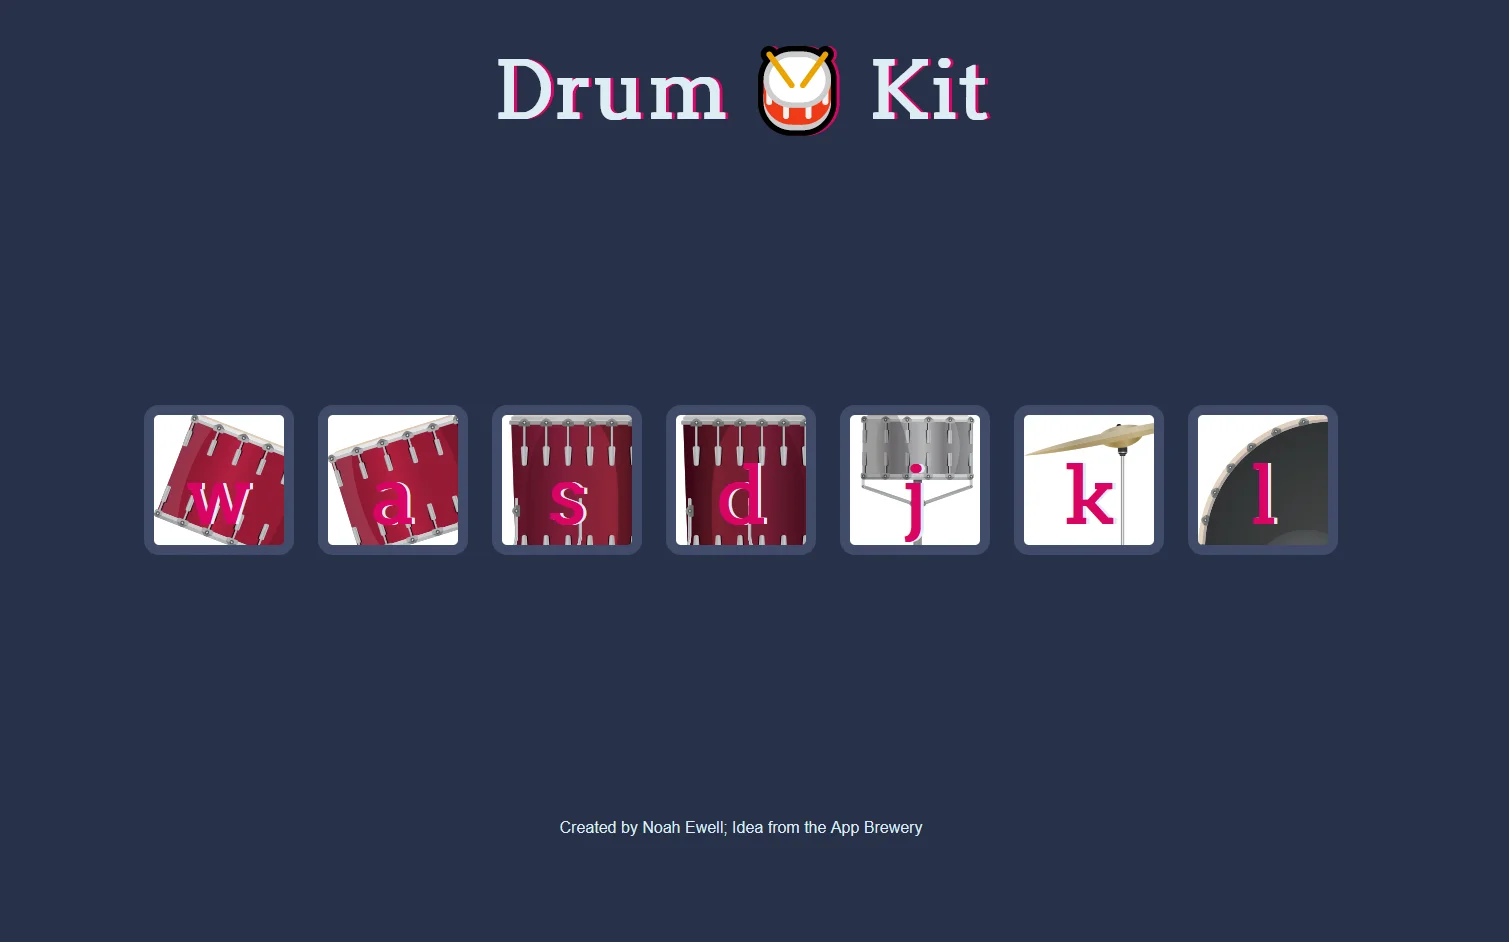 Drum 🥁 Kit
w a s d j k l
Created by Noah Ewell; Idea from the App Brewery